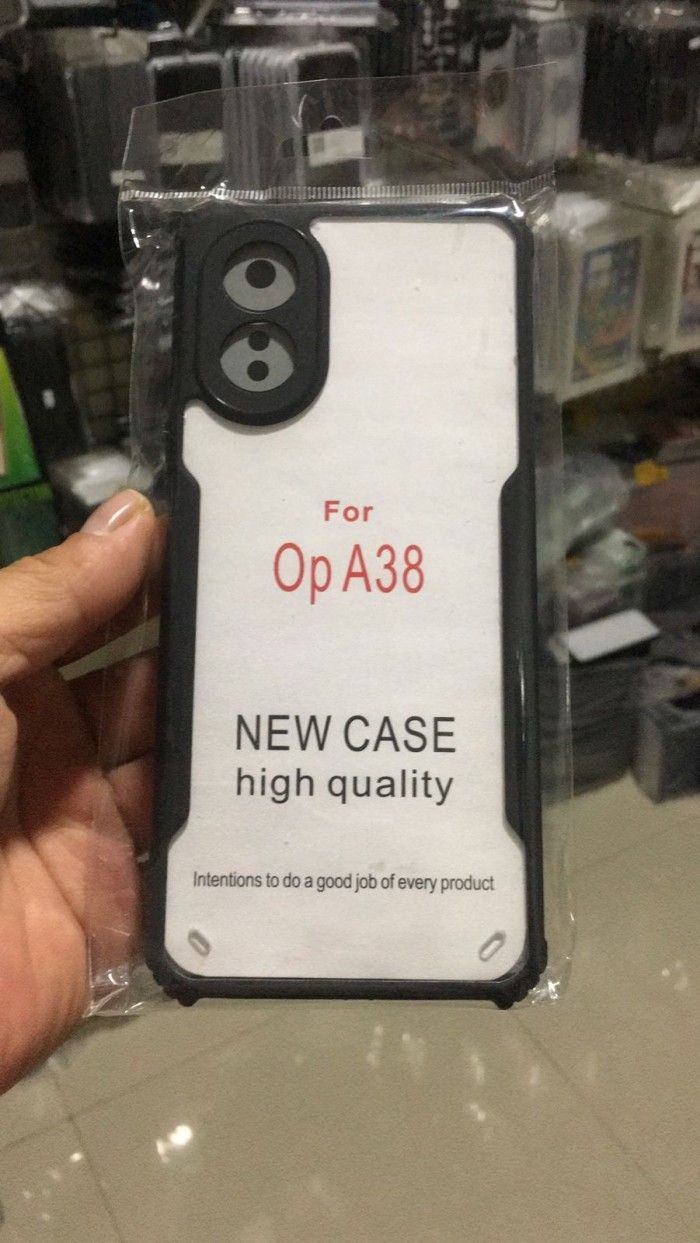 For
Op A38
NEW CASE
high quality
Intentions to do a good job of every product